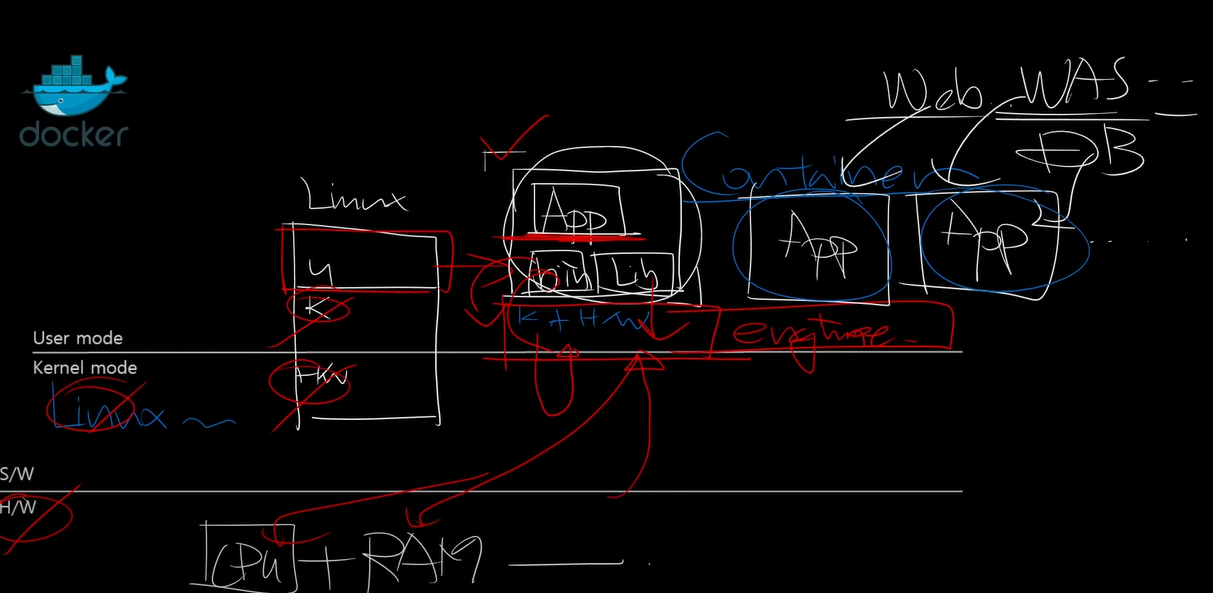 docker
Web WAS
DB
Container
Linux
App
App
App
U
bin
Lib
K
K + H/W
engine
User mode
Kernel mode
H/W
Linux
S/W
H/W
CPU + RAM